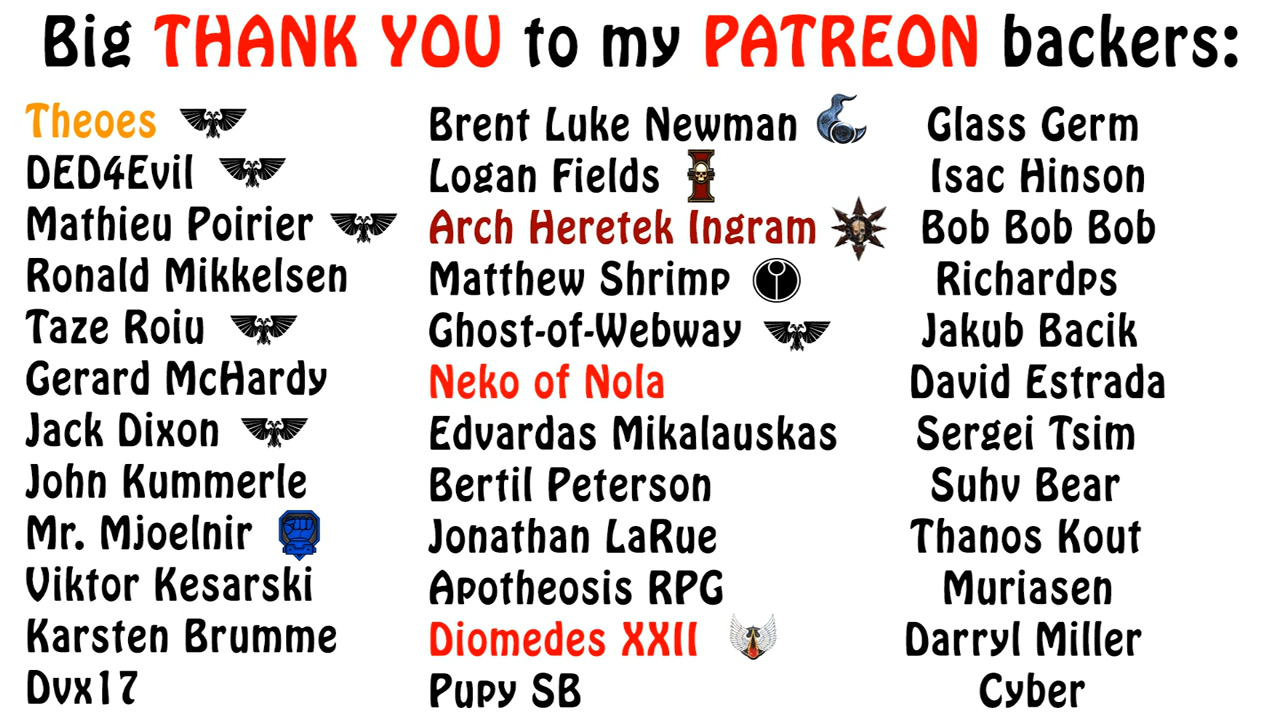 Big THANK YOU to my PATREON backers:
Theoes
DED4Evil
Mathieu Poirier
Ronald Mikkelsen
Taze Roiu
Gerard McHardy
Jack Dixon
John Kummerle
Mr. Mjoelnir
Viktor Kesarski
Karsten Brumme
Dvx17
Brent Luke Newman
Logan Fields
Arch Heretek Ingram
Matthew Shrimp
Ghost-of-Webway
Neko of Nola
Edvardas Mikalauskas
Bertil Peterson
Jonathan LaRue
Apotheosis RPG
Diomedes XXII
Pupy SB
Glass Germ
Isac Hinson
Bob Bob Bob
Richardps
Jakub Bacik
David Estrada
Sergei Tsim
Suhv Bear
Thanos Kout
Muriasen
Darryl Miller
Cyber